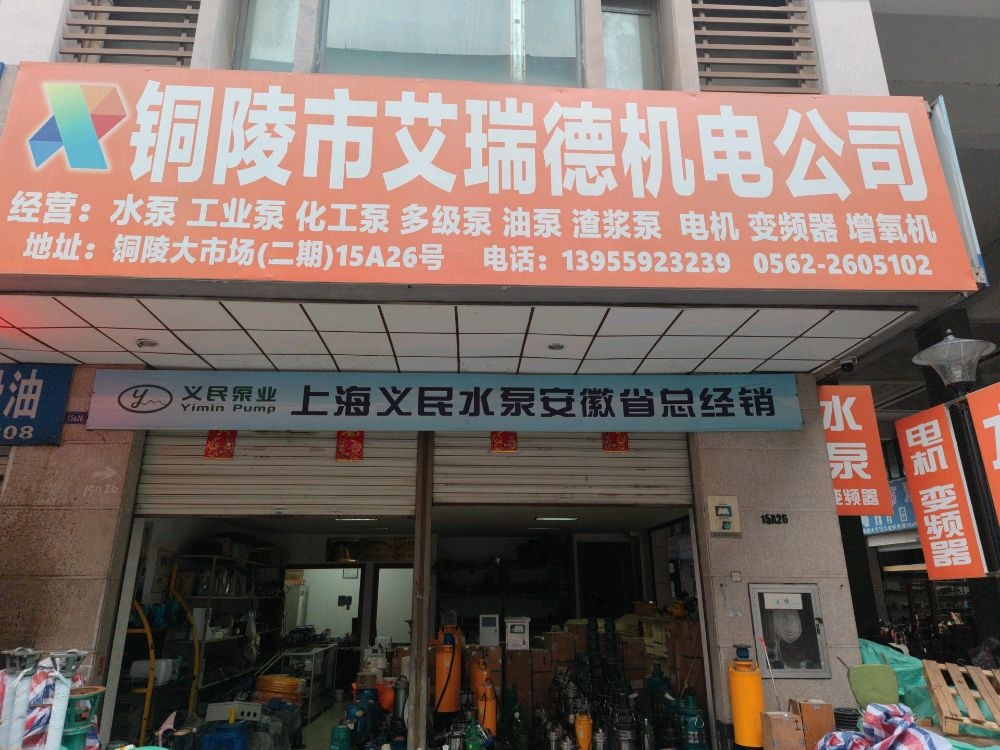 铜陵市艾瑞德机电公司
经营：水泵 工业泵 化工泵 多级泵 油泵 渣浆泵 电机 变频器 增氧机
地址：铜陵大市场(二期)15A26号 电话：13955923239 0562-2605102
义民泵业
Yimin Pump
上海义民水泵安徽省总经销
油
08
15a26
15A26
15A26
水泵
变频器
电机
变频器